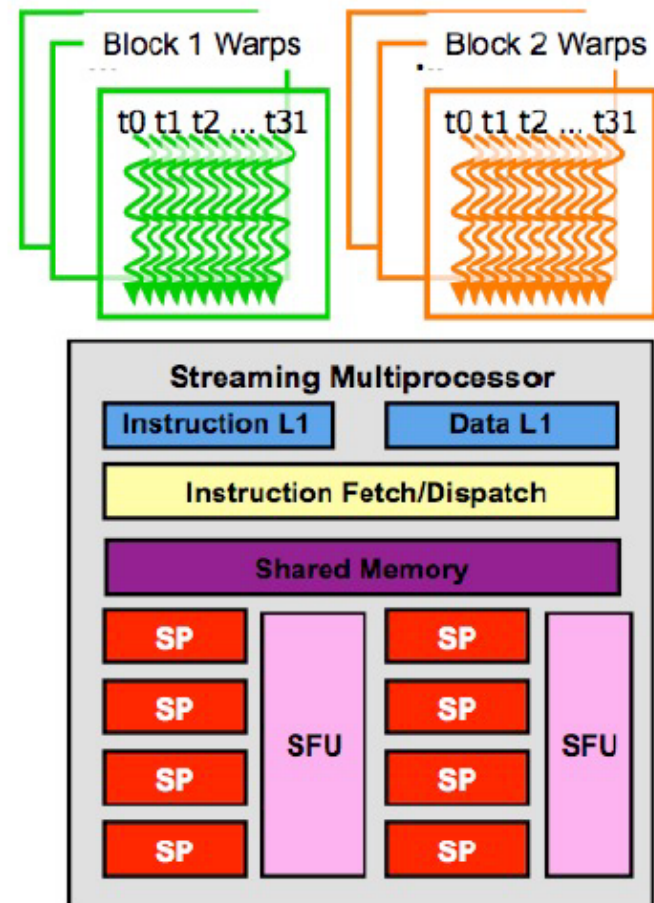 Block 1 Warps Block 2 Warps
... ...
t0 t1 t2 ... t31 t0 t1 t2 ... t31
Streaming Multiprocessor
Instruction L1 Data L1
Instruction Fetch/Dispatch
Shared Memory
SP SP
SP SP
SFU SFU
SP SP
SP SP